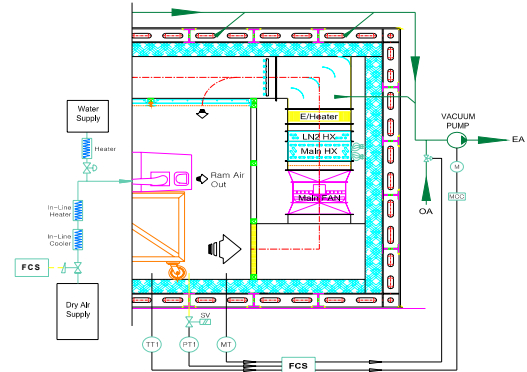 Water
Supply
Heater
In-Line
Heater
In-Line
Cooler
FCS
Dry Air
Supply
E/Heater
LN2 HX
Main HX
Main FAN
Ram Air
Out
VACUUM
PUMP
EA
M
MCC
OA
SV
TT1
PT1
MT
FCS